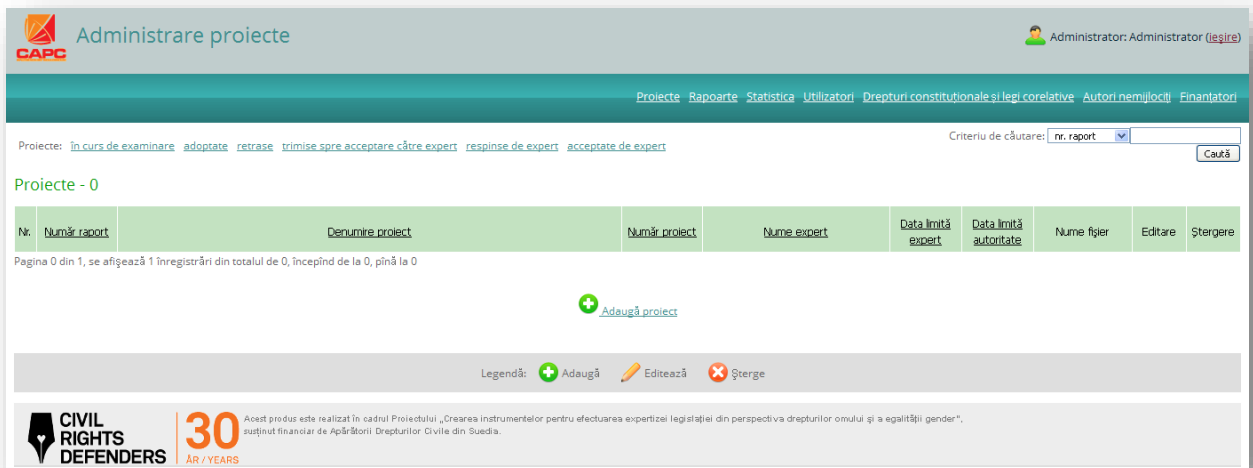 CAPC
Administrare proiecte
Administrator: Administrator (ieşire)
Proiecte Rapoarte Statistica Utilizatori Drepturi constituţionale şi legi corelative Autori nemijlociţi Finanţatori
Proiecte: în curs de examinare adoptate retrase trimise spre acceptare către expert respinse de expert acceptate de expert
Criteriu de căutare: nr. raport
Caută
Proiecte - 0
Nr. Număr raport Denumire proiect Număr proiect Nume expert Data limită expert Data limită autoritate Nume fişier Editare Ştergere
Pagina 0 din 1, se afişează 1 înregistrări din totalul de 0, începînd de la 0, pînă la 0
Adaugă proiect
Legendă: Adaugă Editează Şterge
CIVIL
RIGHTS
DEFENDERS
30
ÅR / YEARS
Acest produs este realizat în cadrul Proiectului „Crearea instrumentelor pentru efectuarea expertizei legislaţiei din perspectiva drepturilor omului şi a egalităţii gender",
susţinut financiar de Apărătorii Drepturilor Civile din Suedia.